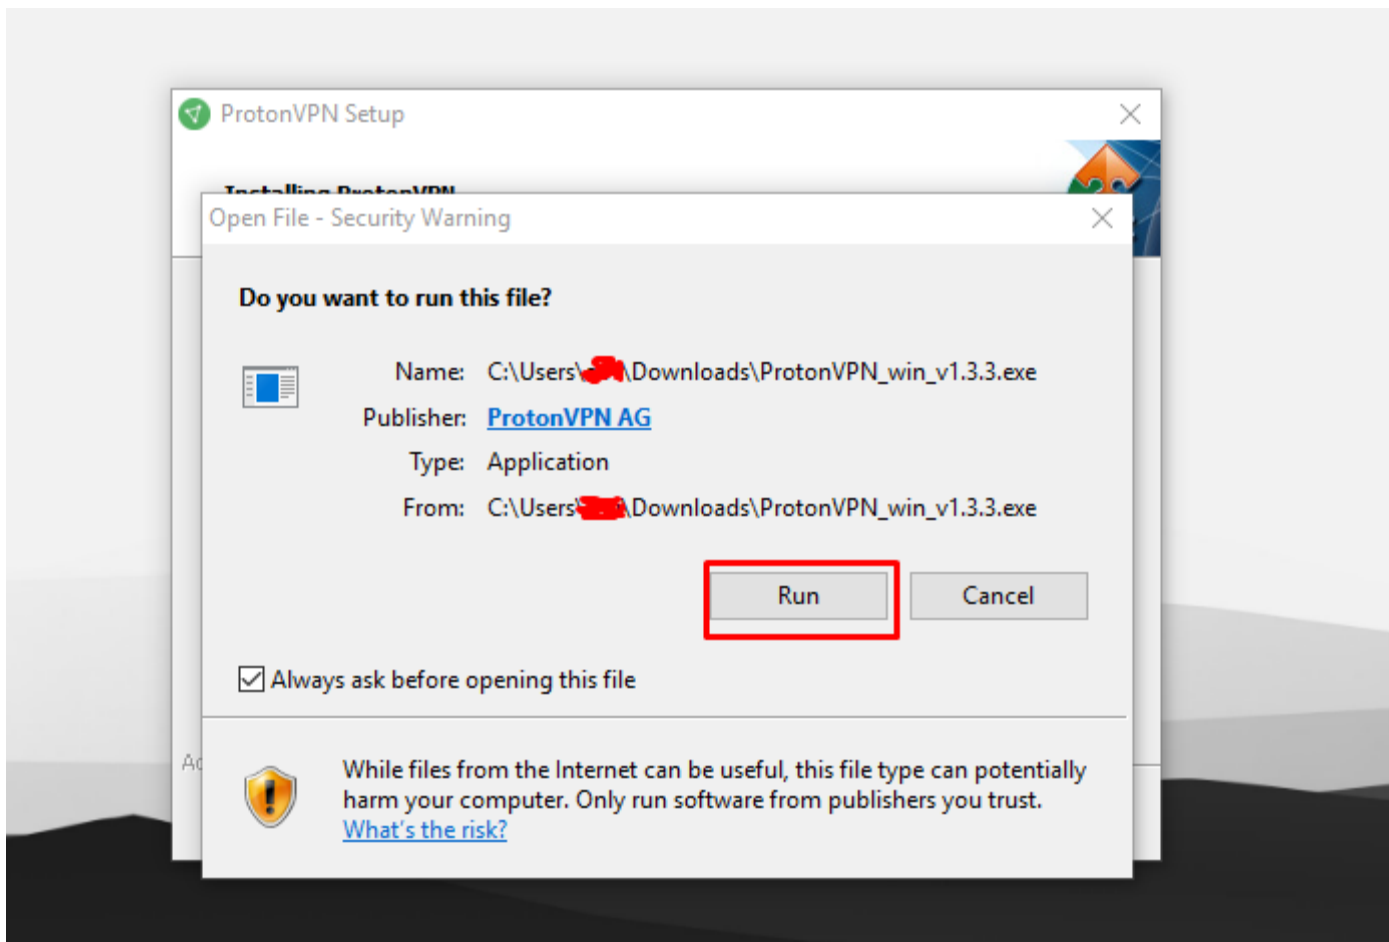 ProtonVPN Setup
Installing ProtonVPN
Open File - Security Warning
Do you want to run this file?
Name: C:\Users\ \Downloads\ProtonVPN_win_v1.3.3.exe
Publisher: ProtonVPN AG
Type: Application
From: C:\Users \Downloads\ProtonVPN_win_v1.3.3.exe
Run Cancel
Always ask before opening this file
While files from the Internet can be useful, this file type can potentially
harm your computer. Only run software from publishers you trust.
What's the risk?